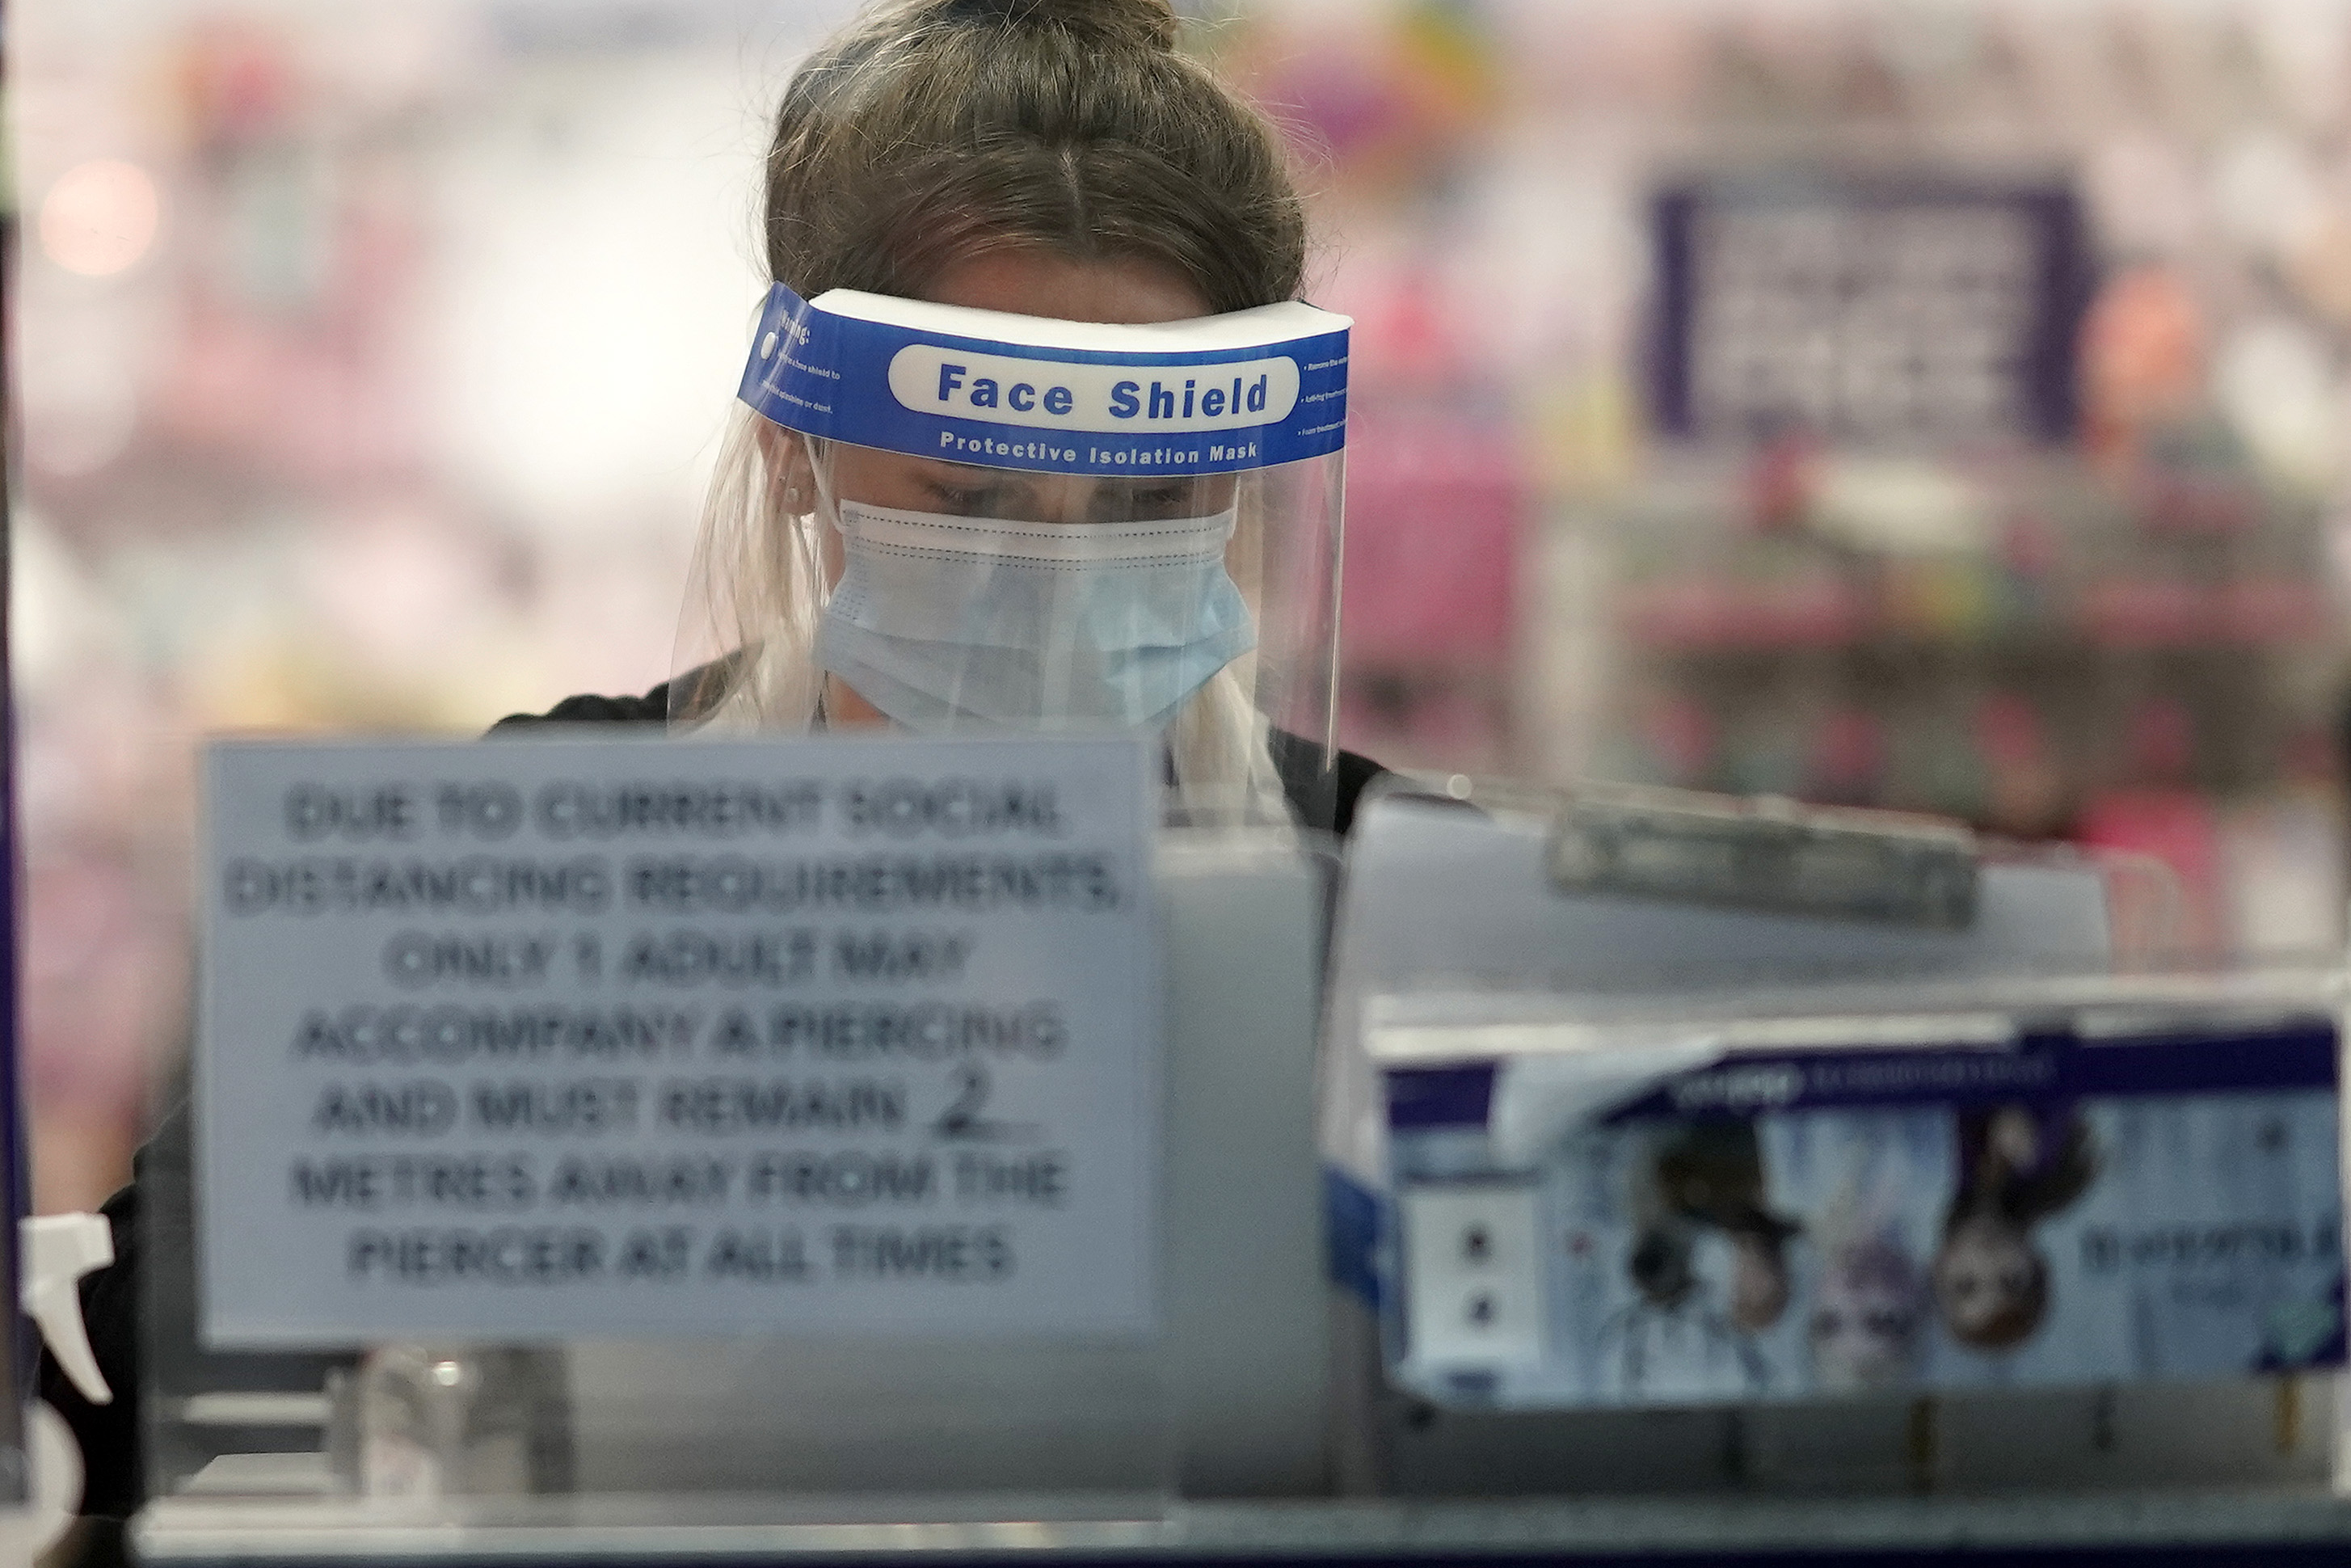 Warning:
Face Shield
Protective Isolation Mask
DUE TO CURRENT SOCIAL
DISTANCING REQUIREMENTS,
ONLY 1 ADULT MAY
ACCOMPANY A PIERCING
AND MUST REMAIN 2
METRES AWAY FROM THE
PIERCER AT ALL TIMES